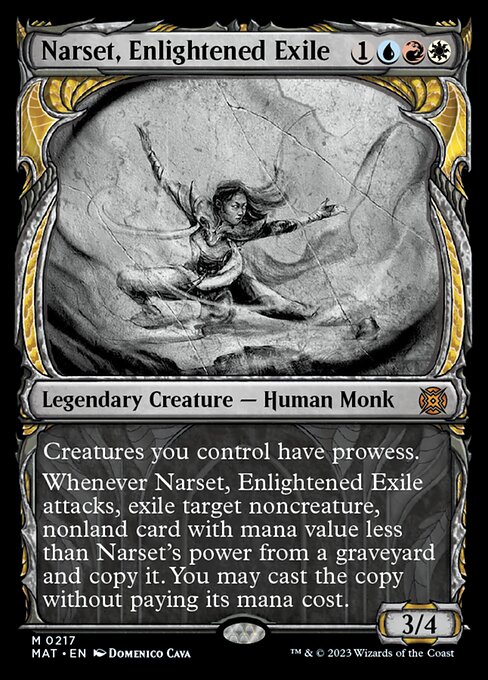 Narset, Enlightened Exile 1
Legendary Creature — Human Monk
Creatures you control have prowess.
Whenever Narset, Enlightened Exile
attacks, exile target noncreature,
nonland card with mana value less
than Narset's power from a graveyard
and copy it. You may cast the copy
without paying its mana cost.
3/4
M 0217
MAT • EN Domenico Cava
™ & © 2023 Wizards of the Coast